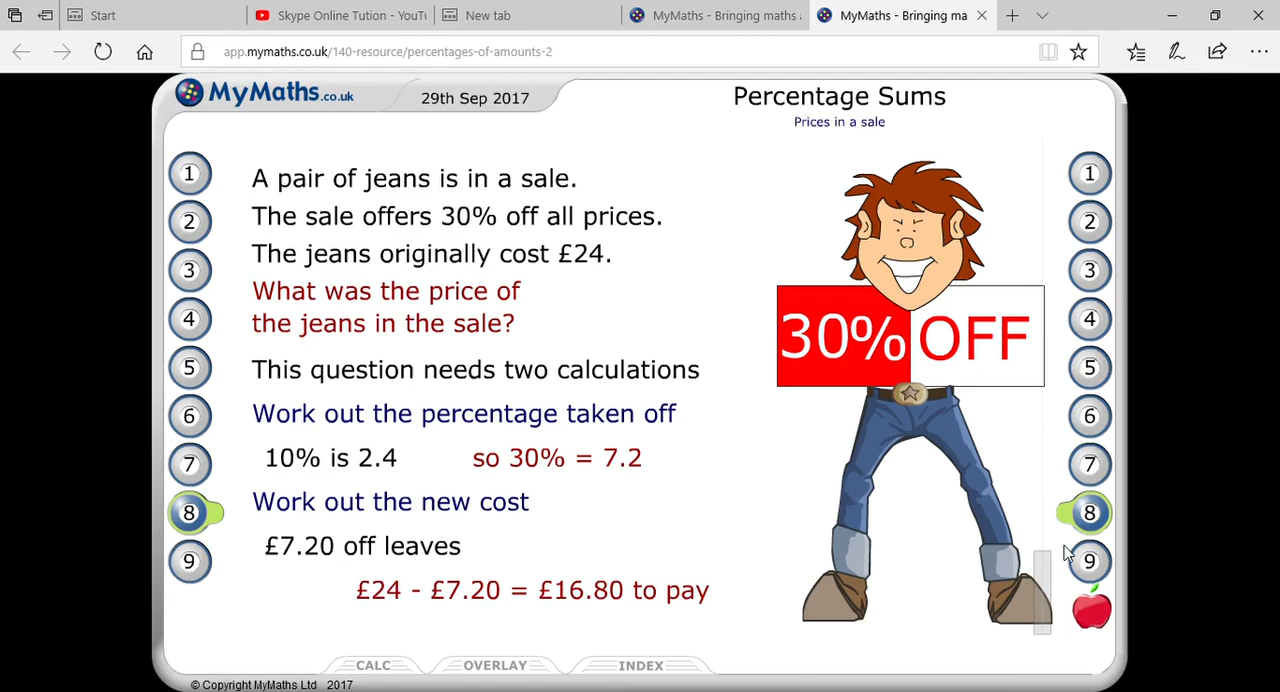 Start
Skype Online Tution - YouTu
New tab
MyMaths - Bringing maths a
MyMaths - Bringing ma
app.mymaths.co.uk/140-resource/percentages-of-amounts-2
MyMaths.co.uk
29th Sep 2017
Percentage Sums
Prices in a sale
1
2
3
4
5
6
7
8
9
A pair of jeans is in a sale.
The sale offers 30% off all prices.
The jeans originally cost £24.
What was the price of
the jeans in the sale?
This question needs two calculations
Work out the percentage taken off
10% is 2.4 so 30% = 7.2
Work out the new cost
£7.20 off leaves
£24 - £7.20 = £16.80 to pay
30% OFF
1
2
3
4
5
6
7
8
9
CALC
OVERLAY
INDEX
© Copyright MyMaths Ltd 2017